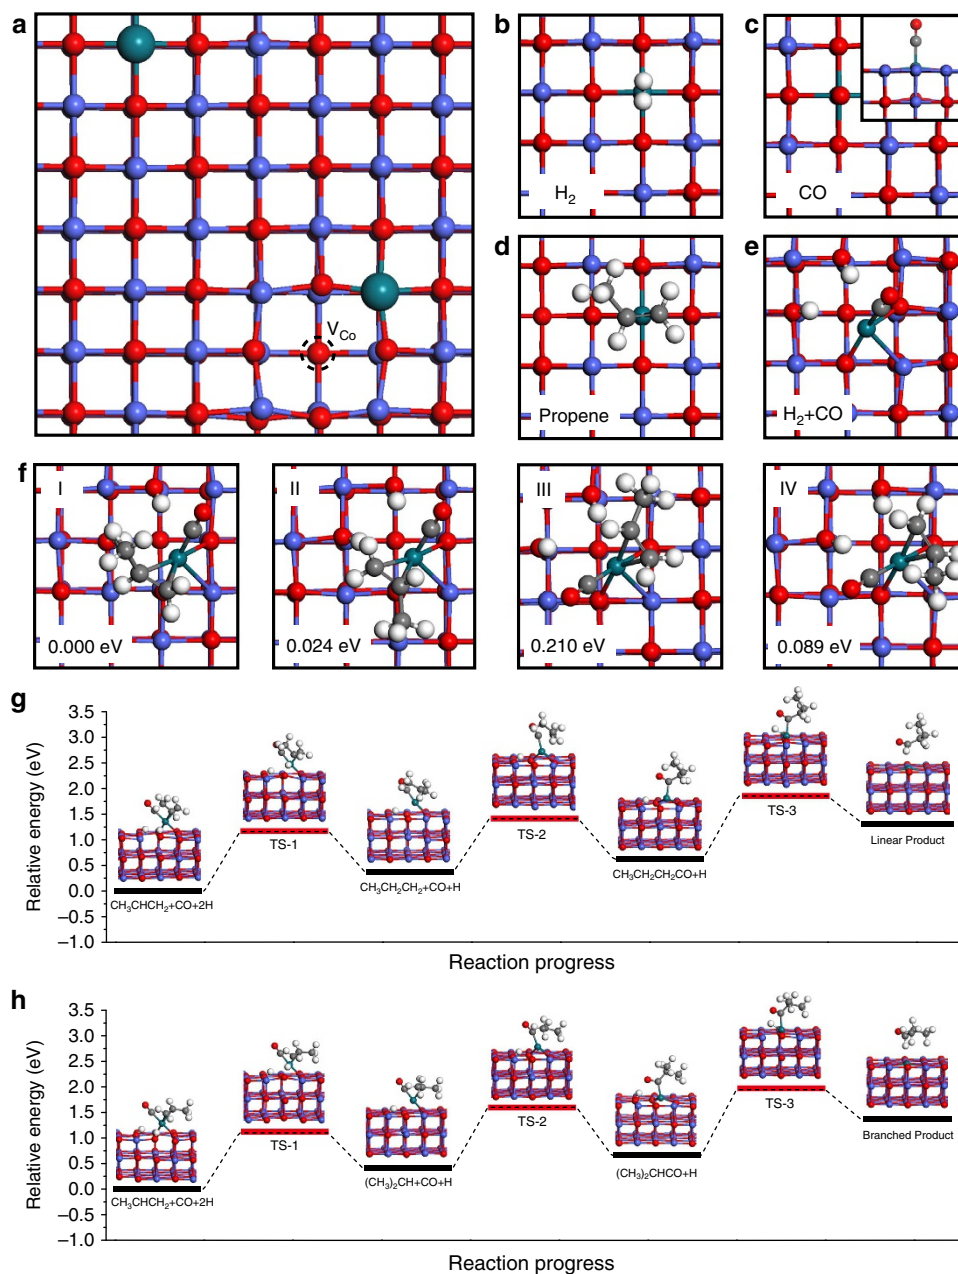 a
V_Co
b
H₂
c
CO
d
Propene
e
H₂+CO
f
I
0.000 eV
II
0.024 eV
III
0.210 eV
IV
0.089 eV
g
Relative energy (eV)
3.5
3.0
2.5
2.0
1.5
1.0
0.5
0.0
–0.5
–1.0
CH₃CHCH₂+CO+2H
TS-1
CH₃CH₂CH₂+CO+H
TS-2
CH₃CH₂CH₂CO+H
TS-3
Linear Product
Reaction progress
h
Relative energy (eV)
3.5
3.0
2.5
2.0
1.5
1.0
0.5
0.0
–0.5
–1.0
CH₃CHCH₂+CO+2H
TS-1
(CH₃)₂CH+CO+H
TS-2
(CH₃)₂CHCO+H
TS-3
Branched Product
Reaction progress